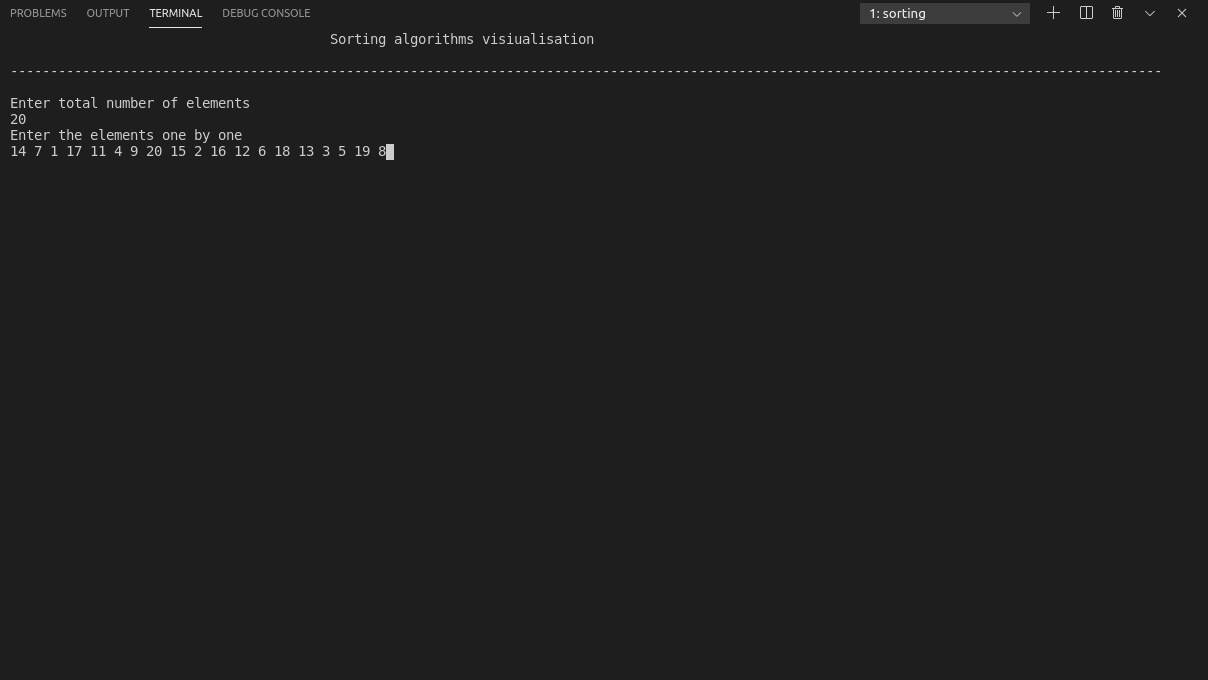 PROBLEMS OUTPUT TERMINAL DEBUG CONSOLE 1: sorting
Sorting algorithms visiualisation
------------------------------------------------------------------------------------------------------------------------------------------------
Enter total number of elements
20
Enter the elements one by one
14 7 1 17 11 4 9 20 15 2 16 12 6 18 13 3 5 19 8